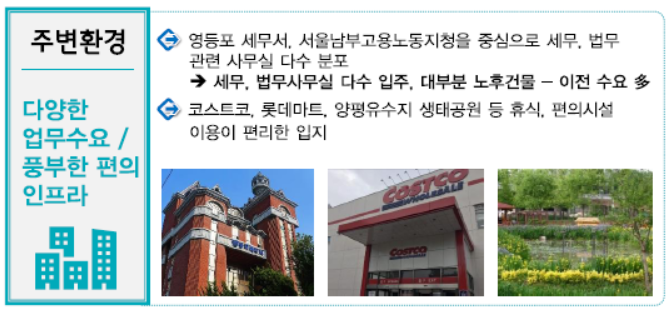 주변환경
다양한
업무수요 /
풍부한 편의
인프라
영등포 세무서, 서울남부고용노동지청을 중심으로 세무, 법무
관련 사무실 다수 분포
➔ 세무, 법무사무실 다수 입주, 대부분 노후건물 – 이전 수요 多
코스트코, 롯데마트, 양평유수지 생태공원 등 휴식, 편의시설
이용이 편리한 입지
COSTCO
WHOLESALE
COSTCO